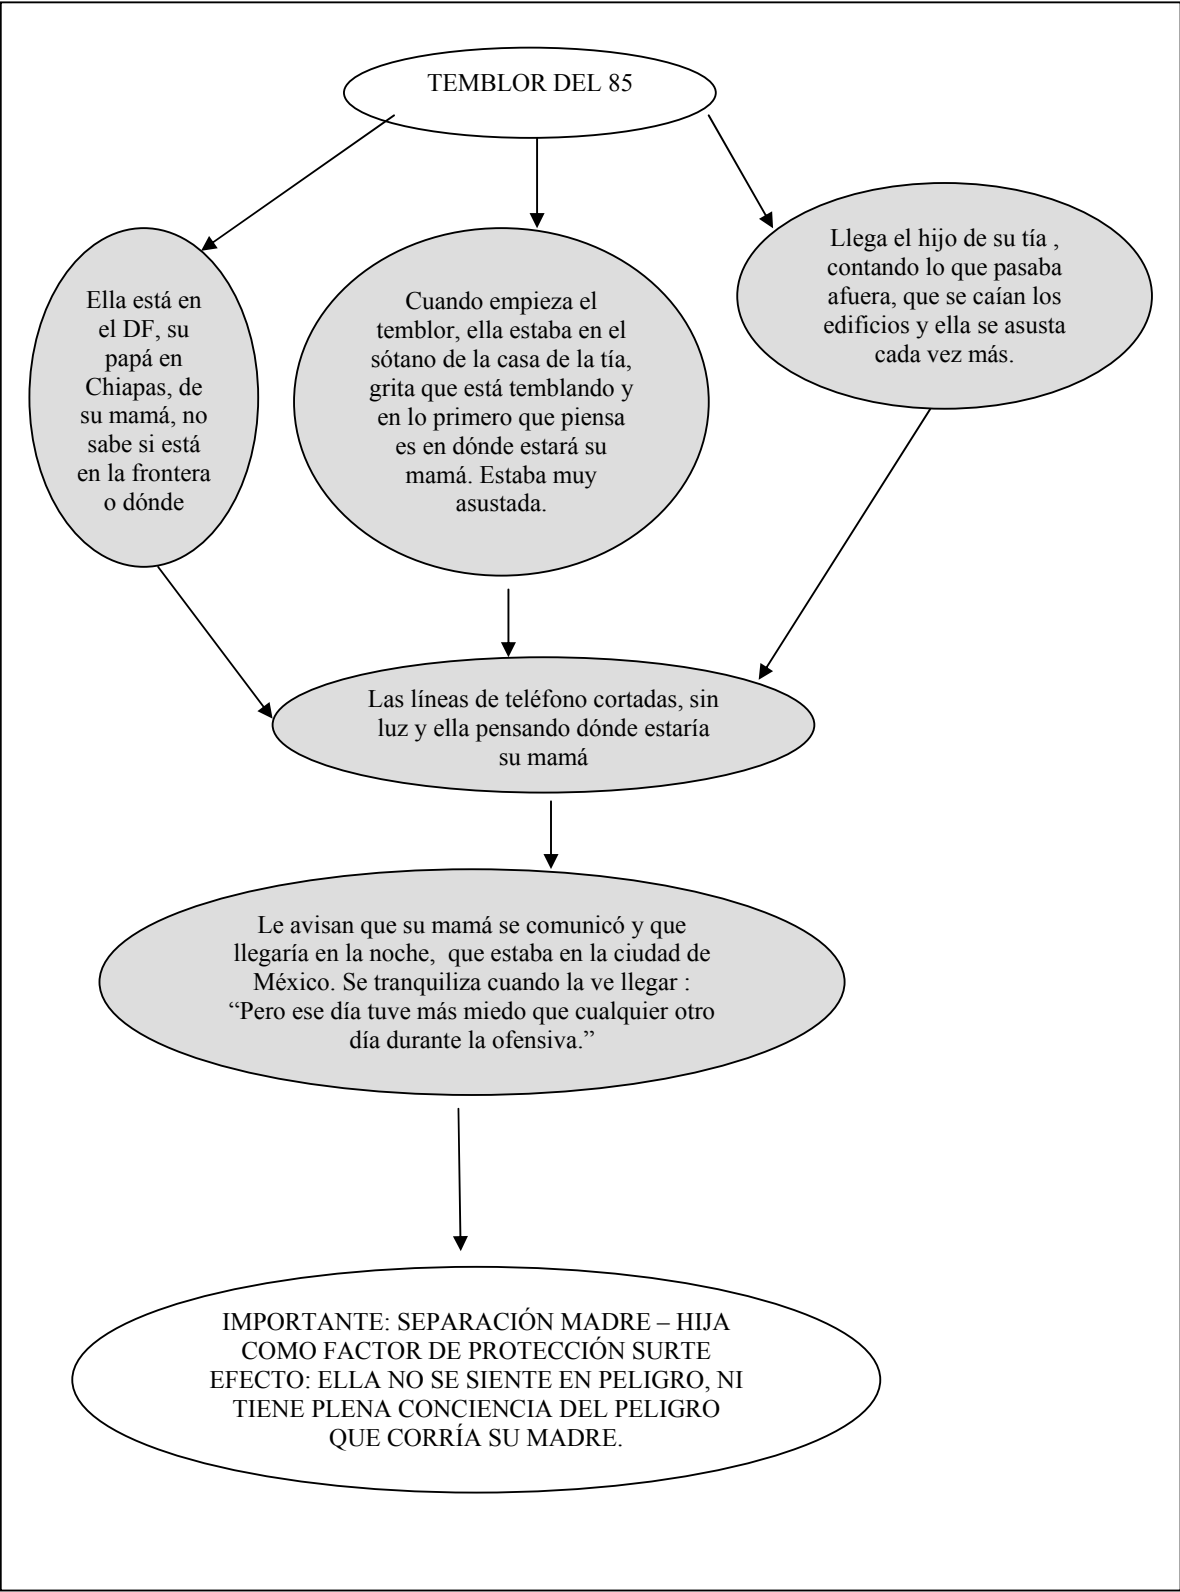 TEMBLOR DEL 85
Ella está en
el DF, su
papá en
Chiapas, de
su mamá, no
sabe si está
en la frontera
o dónde
Cuando empieza el
temblor, ella estaba en el
sótano de la casa de la tía,
grita que está temblando y
en lo primero que piensa
es en dónde estará su
mamá. Estaba muy
asustada.
Llega el hijo de su tía ,
contando lo que pasaba
afuera, que se caían los
edificios y ella se asusta
cada vez más.
Las líneas de teléfono cortadas, sin
luz y ella pensando dónde estaría
su mamá
Le avisan que su mamá se comunicó y que
llegaría en la noche,  que estaba en la ciudad de
México. Se tranquiliza cuando la ve llegar :
“Pero ese día tuve más miedo que cualquier otro
día durante la ofensiva.”
IMPORTANTE: SEPARACIÓN MADRE – HIJA
COMO FACTOR DE PROTECCIÓN SURTE
EFECTO: ELLA NO SE SIENTE EN PELIGRO, NI
TIENE PLENA CONCIENCIA DEL PELIGRO
QUE CORRÍA SU MADRE.